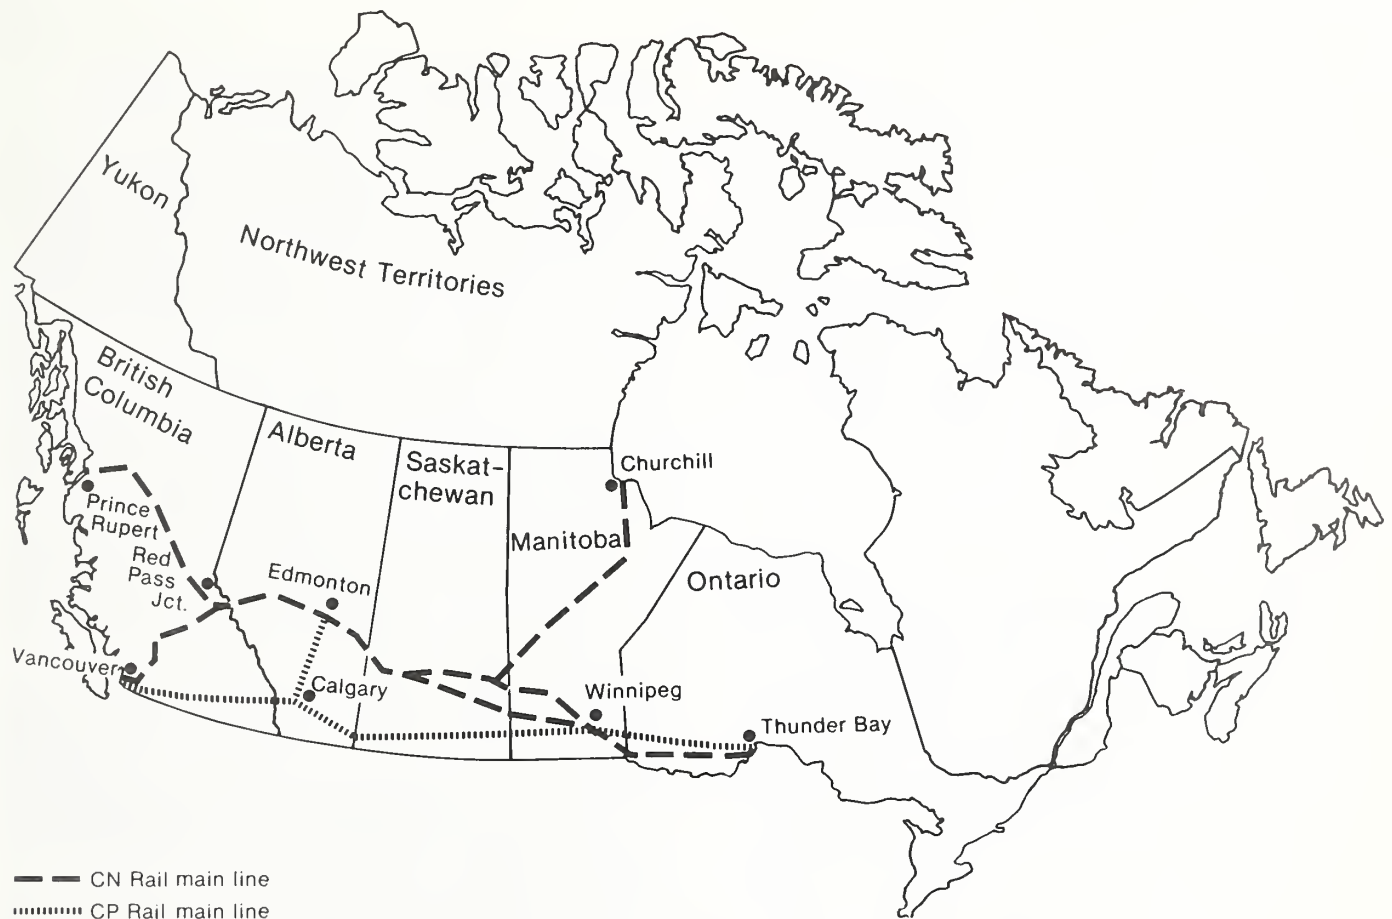 Yukon
Northwest Territories
British
Columbia
Alberta
Saskat-
chewan
Churchill
Prince
Rupert
Manitoba
Red
Pass
Jct.
Edmonton
Ontario
Vancouver
Calgary
Winnipeg
Thunder Bay
CN Rail main line
CP Rail main line